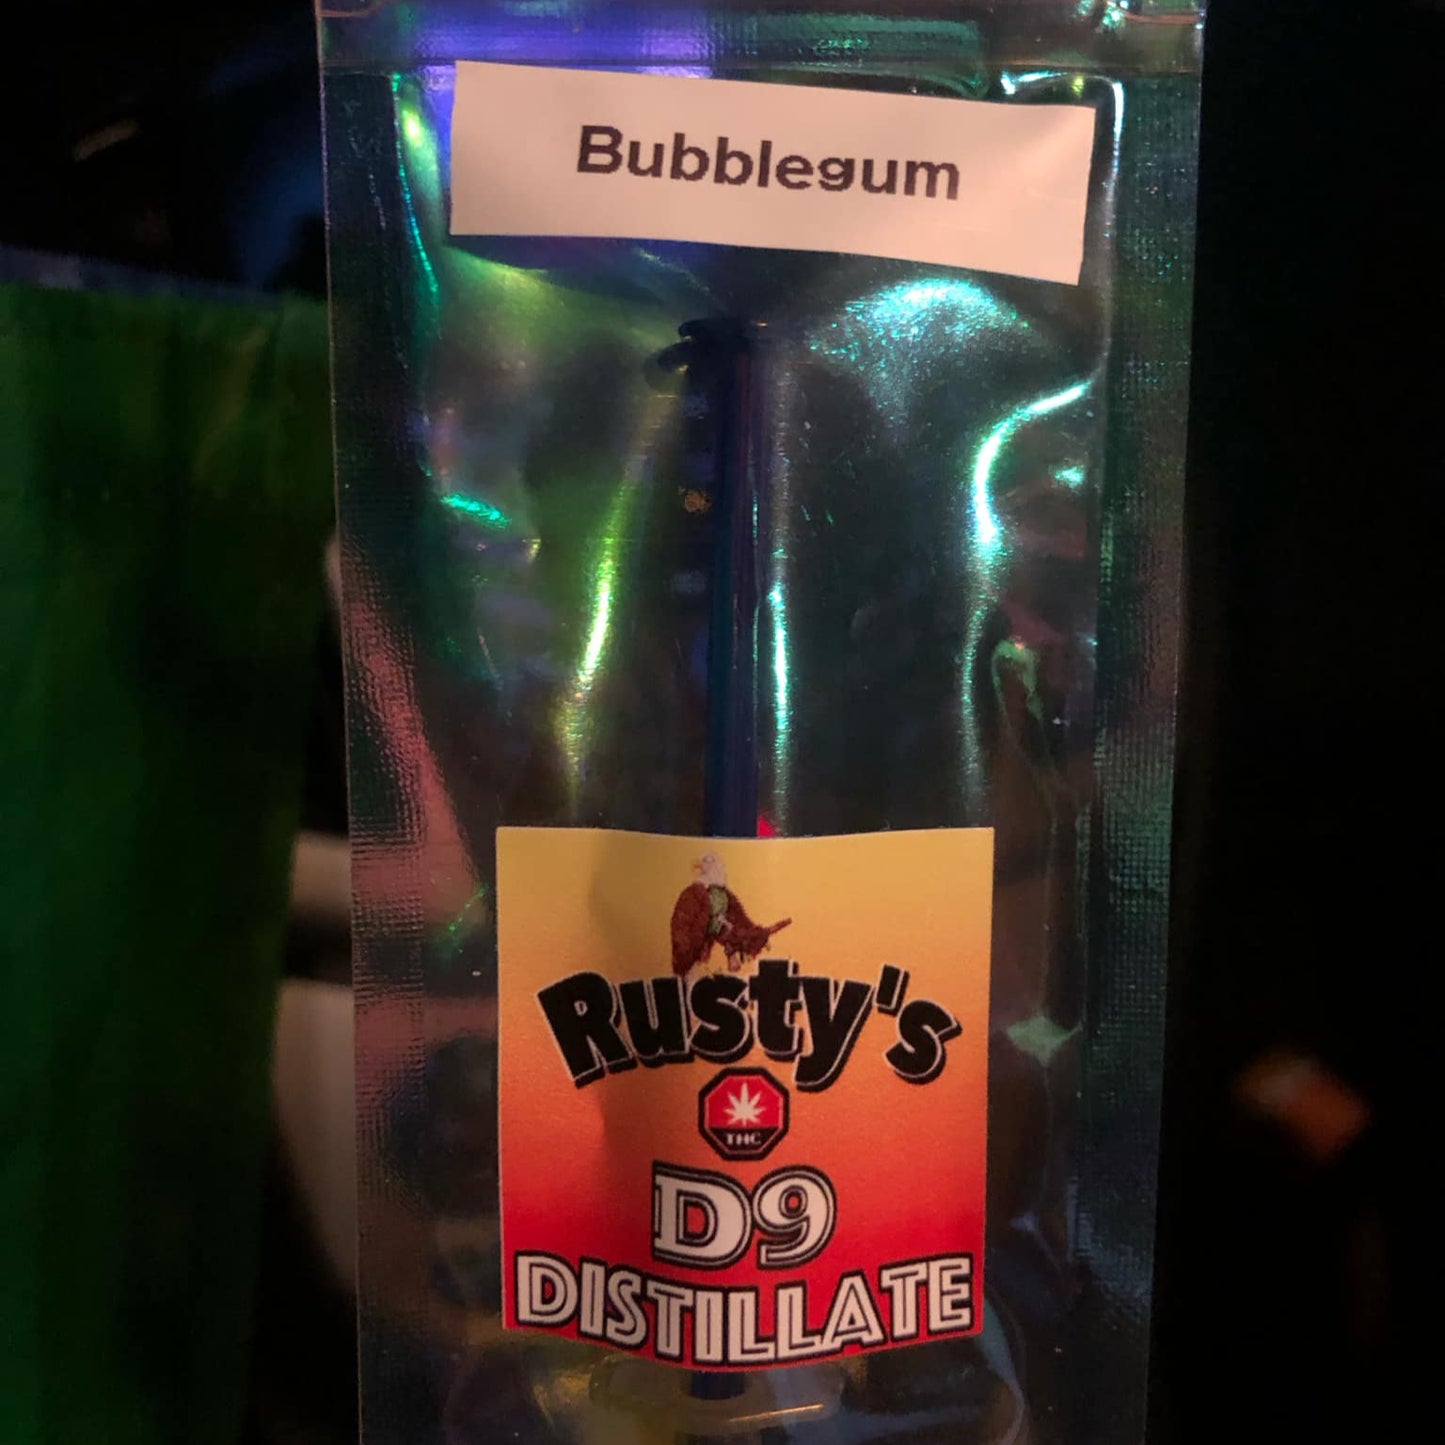 Bubblegum
Rusty's
THC
D9
DISTILLATE